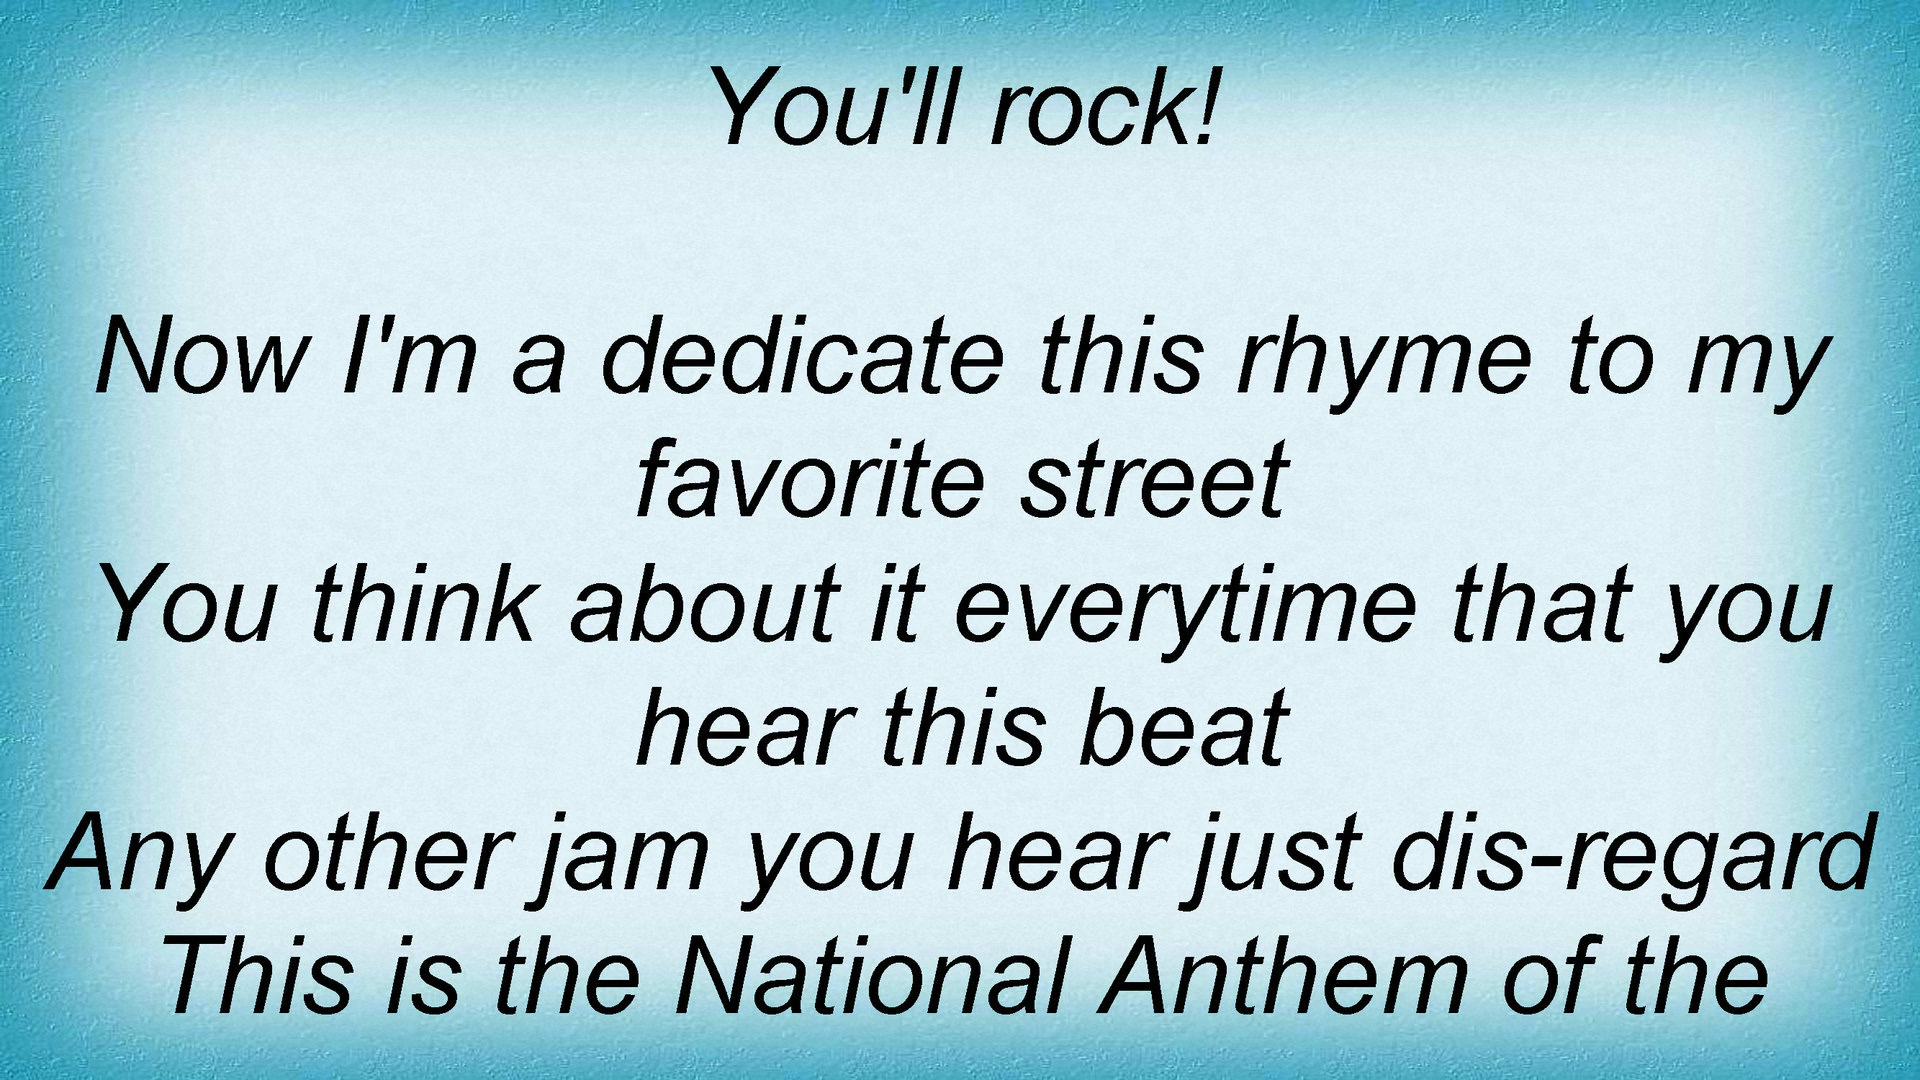 You'll rock!
Now I'm a dedicate this rhyme to my
favorite street
You think about it everytime that you
hear this beat
Any other jam you hear just dis-regard
This is the National Anthem of the